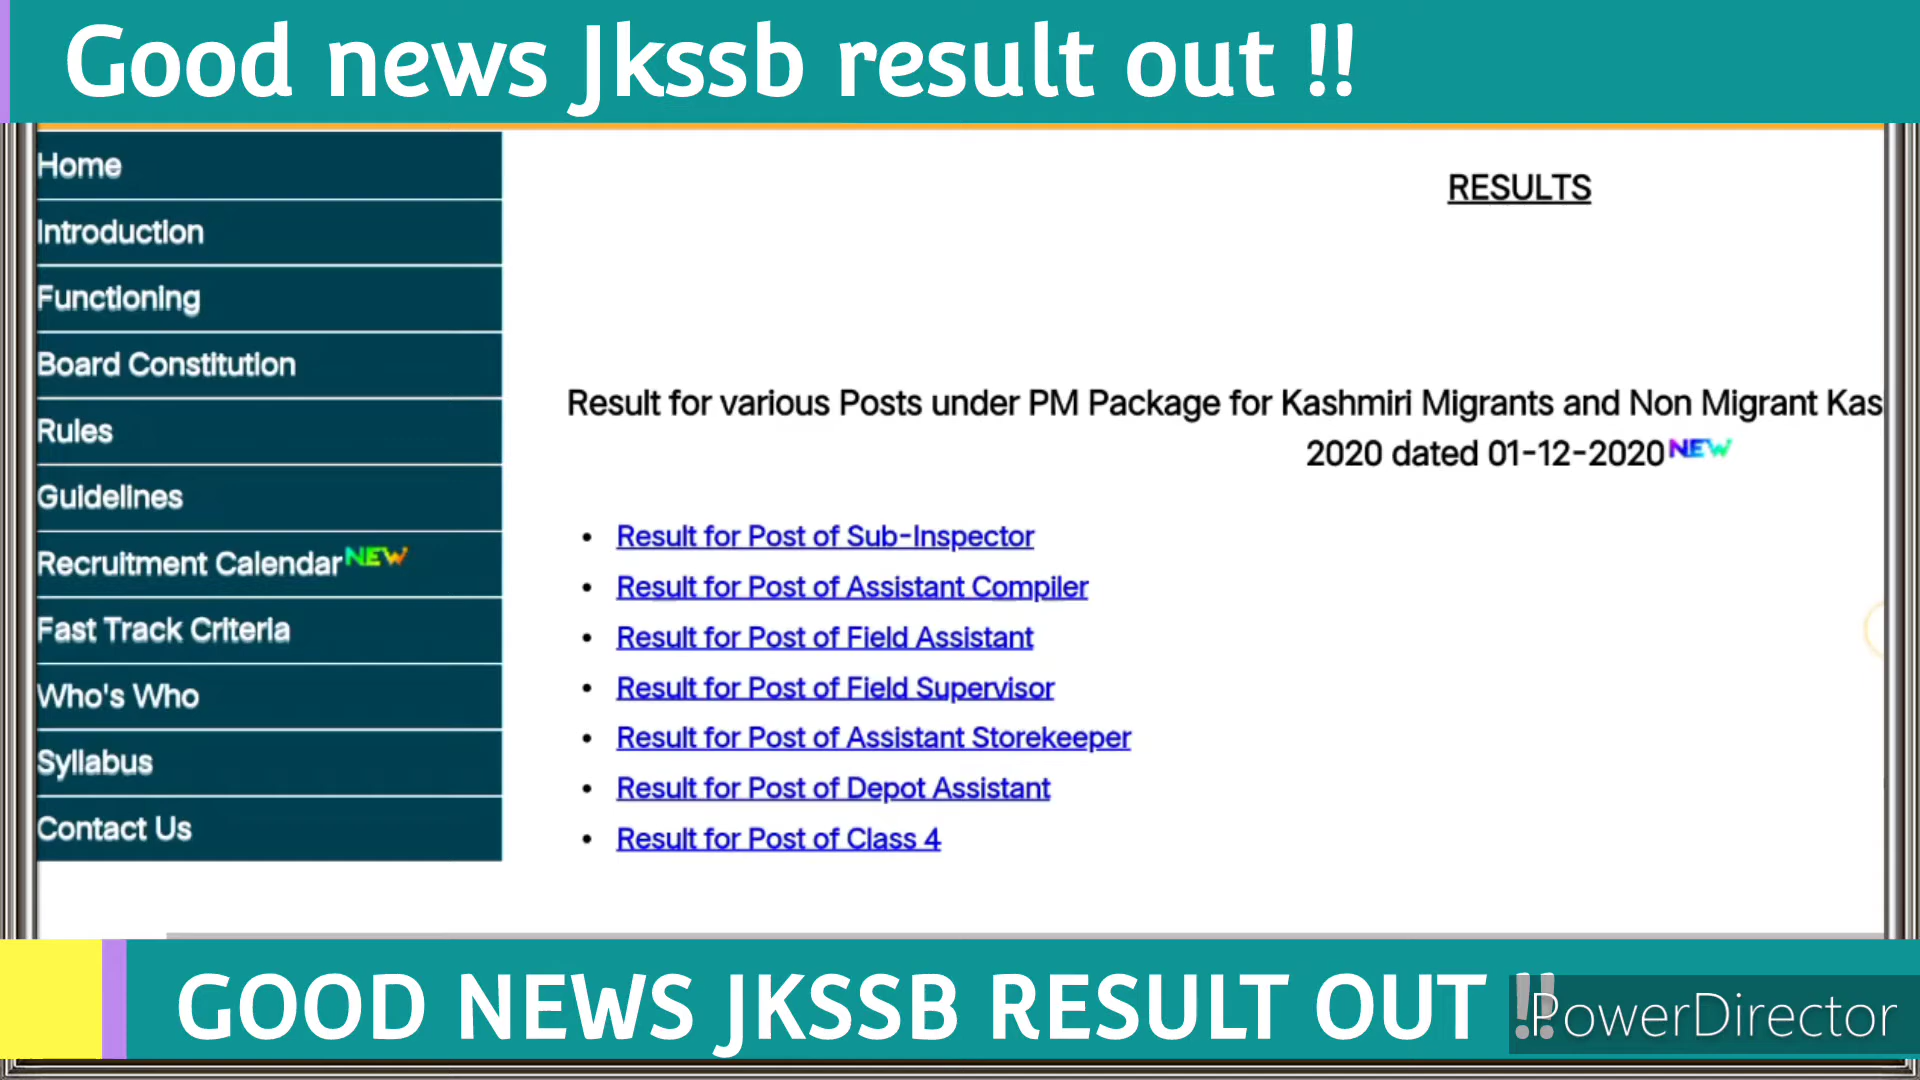 Good news Jkssb result out !!
Home
Introduction
Functioning
Board Constitution
Rules
Guidelines
Recruitment Calendar NEW
Fast Track Criteria
Who's Who
Syllabus
Contact Us
RESULTS
Result for various Posts under PM Package for Kashmiri Migrants and Non Migrant Kas
2020 dated 01-12-2020 NEW
• Result for Post of Sub-Inspector
• Result for Post of Assistant Compiler
• Result for Post of Field Assistant
• Result for Post of Field Supervisor
• Result for Post of Assistant Storekeeper
• Result for Post of Depot Assistant
• Result for Post of Class 4
GOOD NEWS JKSSB RESULT OUT !!
PowerDirector